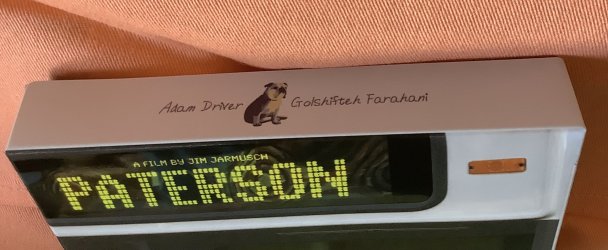 Adam Driver Golshifteh Farahani
A FILM BY JIM JARMUSCH
PATERSON